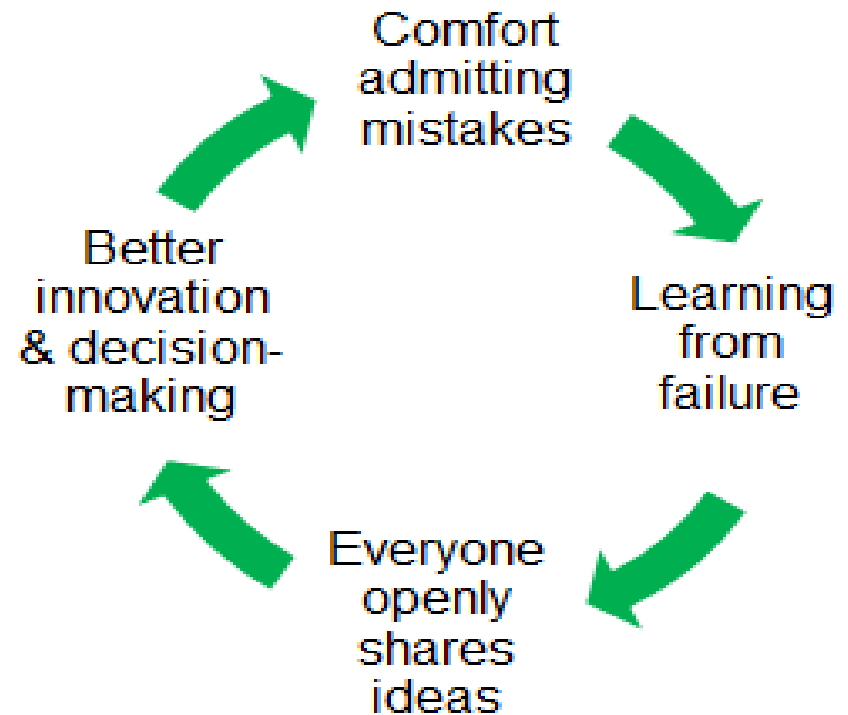 Comfort
admitting
mistakes
Learning
from
failure
Everyone
openly
shares
ideas
Better
innovation
& decision-
making